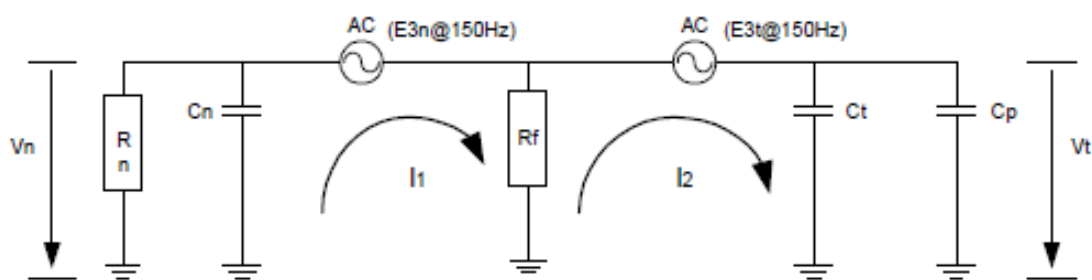 AC (E3n@150Hz)
AC (E3t@150Hz)
Vn
R
n
Cn
I1
Rf
I2
Ct
Cp
Vt